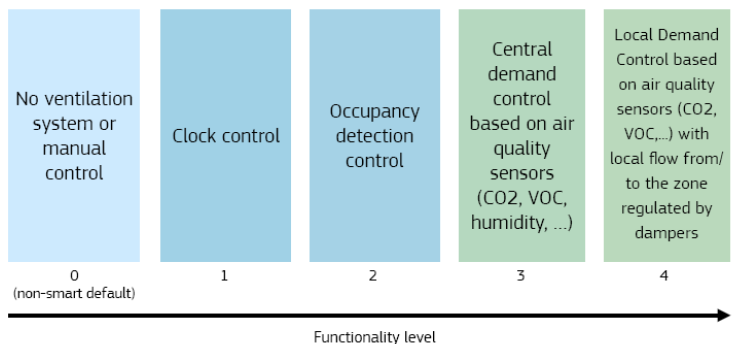 No ventilation
system or
manual
control
Clock control
Occupancy
detection
control
Central
demand
control
based on air
quality
sensors
(CO2, VOC,
humidity, ...)
Local Demand
Control based
on air quality
sensors (CO2,
VOC,...) with
local flow from/
to the zone
regulated by
dampers
0
(non-smart default)
1
2
3
4
Functionality level